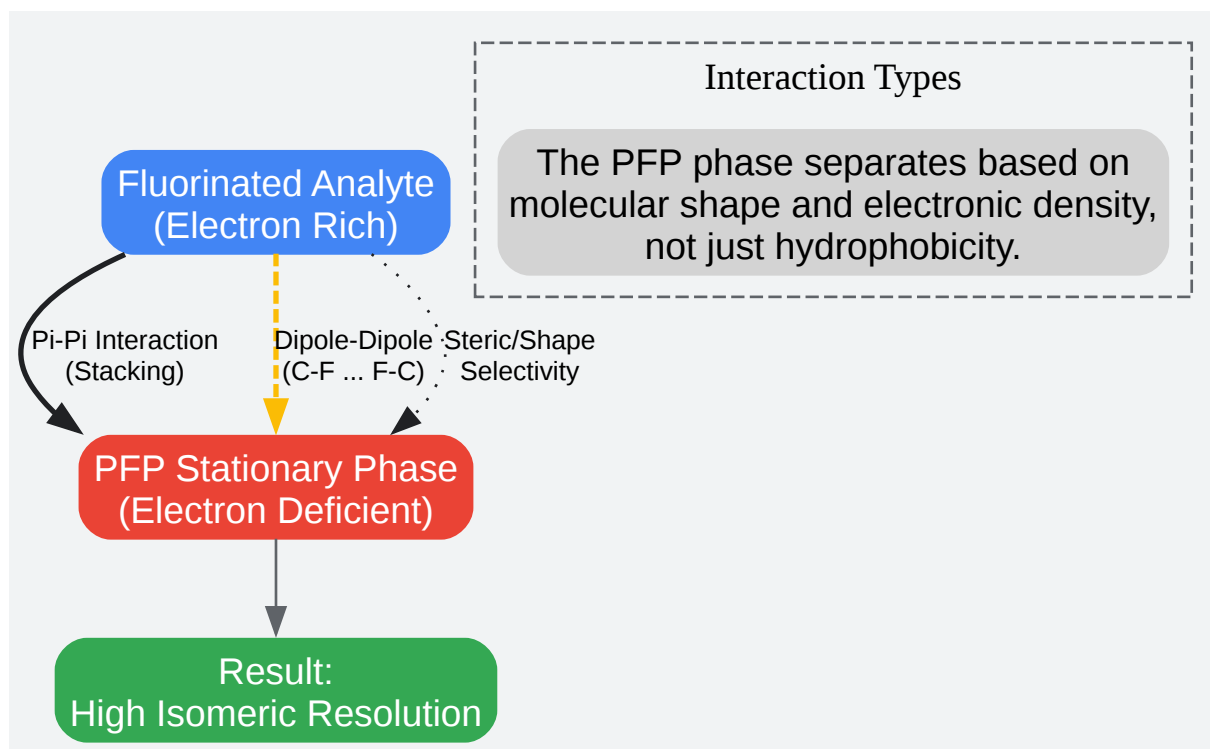 Interaction Types
The PFP phase separates based on
molecular shape and electronic density,
not just hydrophobicity.
Fluorinated Analyte
(Electron Rich)
Pi-Pi Interaction
(Stacking)
Dipole-Dipole
(C-F ... F-C)
Steric/Shape
Selectivity
PFP Stationary Phase
(Electron Deficient)
Result:
High Isomeric Resolution